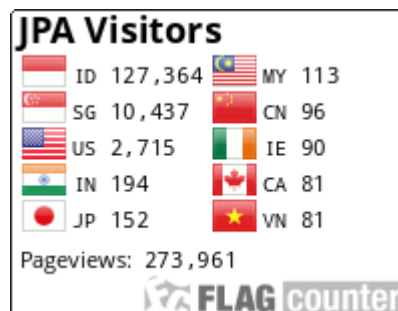 JPA Visitors
ID 127,364 MY 113
SG 10,437 CN 96
US 2,715 IE 90
IN 194 CA 81
JP 152 VN 81
Pageviews: 273,961
FC FLAG counter